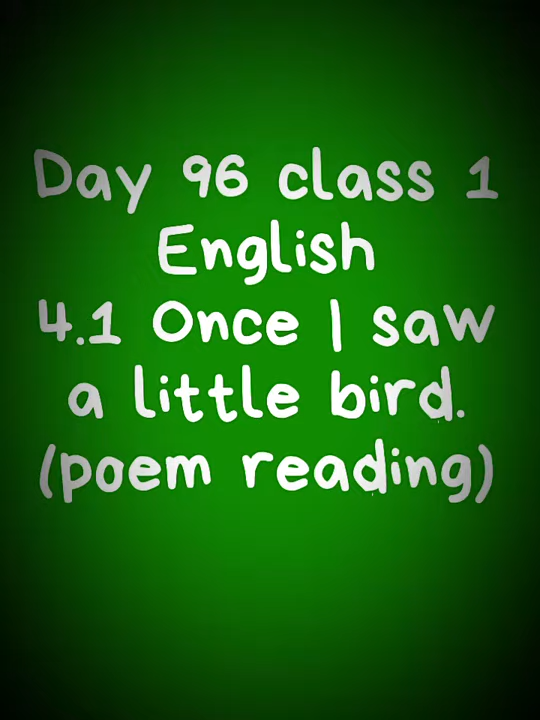 Day 96 class 1
English
4.1 Once I saw
a little bird.
(poem reading)